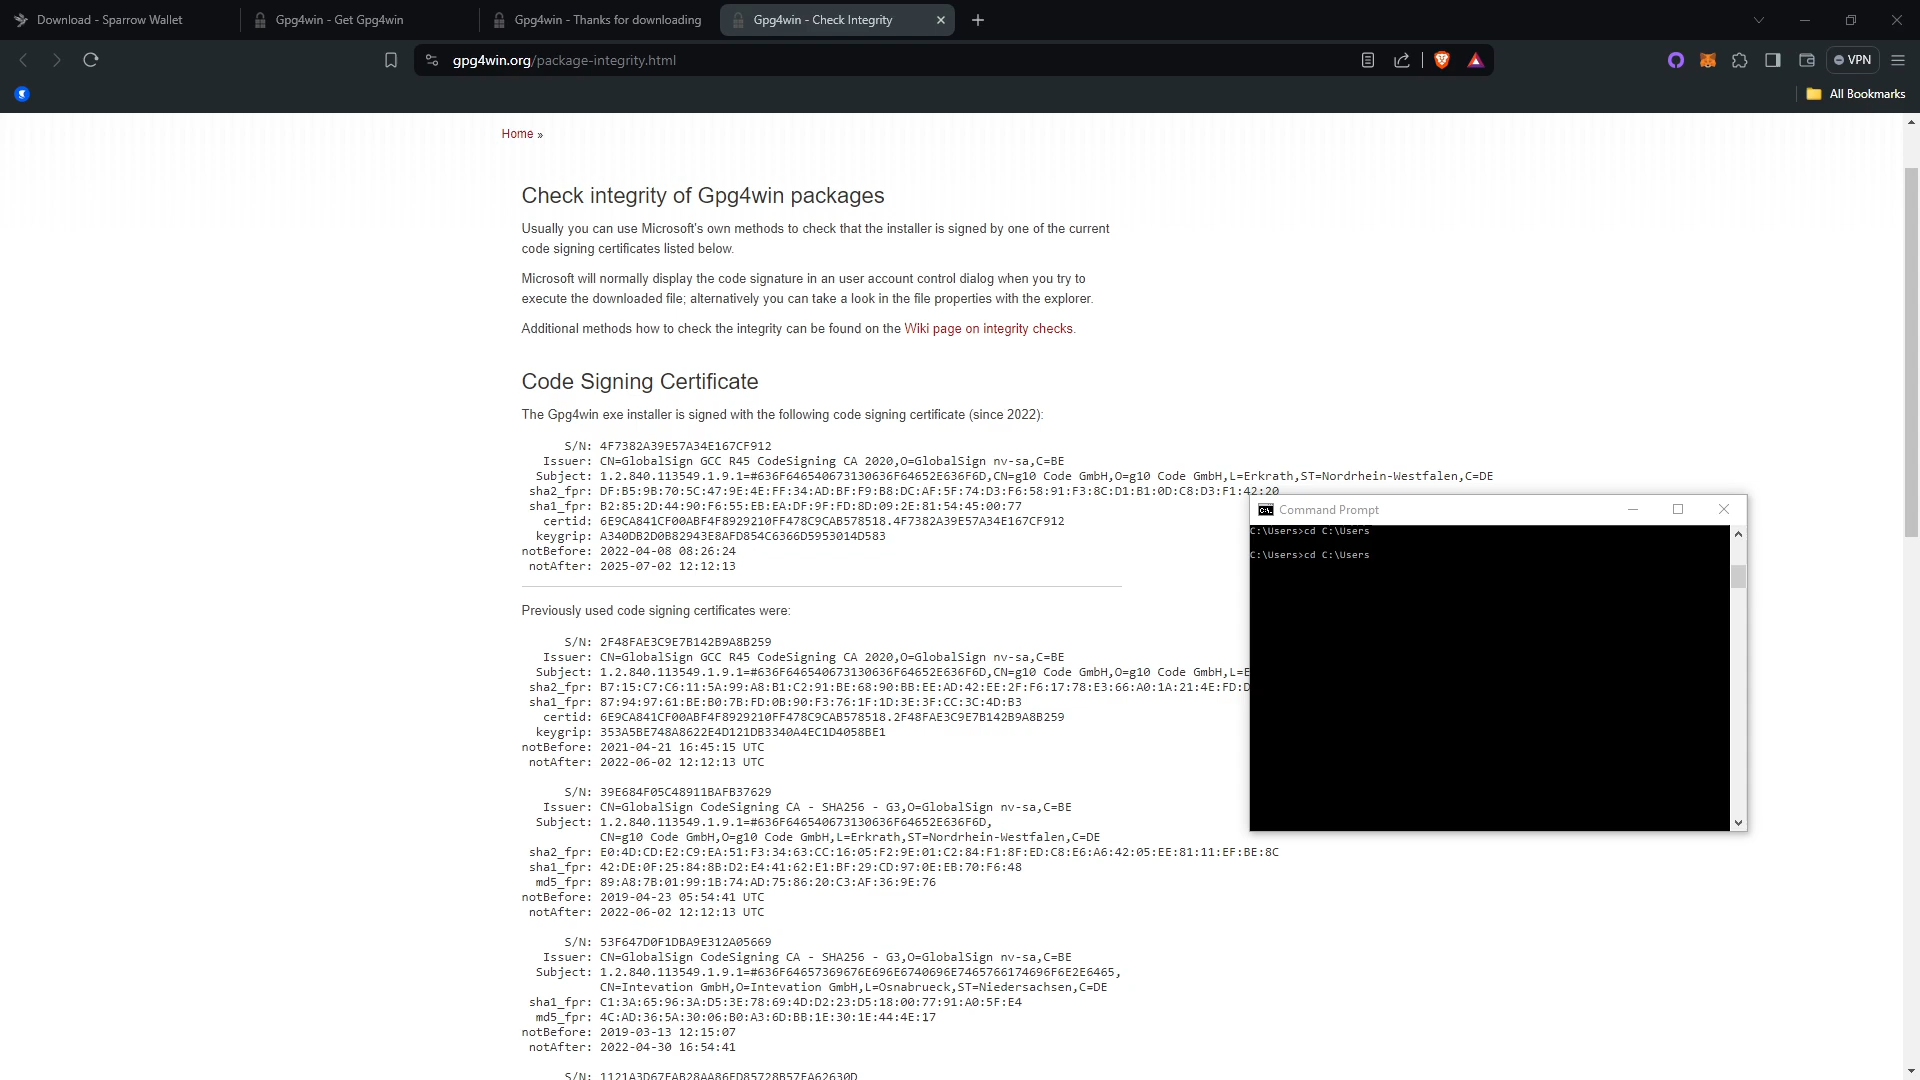 Download - Sparrow Wallet
Gpg4win - Get Gpg4win
Gpg4win - Thanks for downloading
Gpg4win - Check Integrity
gpg4win.org/package-integrity.html
VPN
All Bookmarks
Home »
Check integrity of Gpg4win packages
Usually you can use Microsoft's own methods to check that the installer is signed by one of the current
code signing certificates listed below.
Microsoft will normally display the code signature in an user account control dialog when you try to
execute the downloaded file; alternatively you can take a look in the file properties with the explorer.
Additional methods how to check the integrity can be found on the Wiki page on integrity checks.
Code Signing Certificate
The Gpg4win exe installer is signed with the following code signing certificate (since 2022):
S/N: 4F7382A39E57A34E167CF912
Issuer: CN=GlobalSign GCC R45 CodeSigning CA 2020,O=GlobalSign nv-sa,C=BE
Subject: 1.2.840.113549.1.9.1=#636F646540673130636F64652E636F6D,CN=g10 Code GmbH,O=g10 Code GmbH,L=Erkrath,ST=Nordrhein-Westfalen,C=DE
sha2_fpr: DF:B5:9B:70:5C:47:9E:4E:FF:34:AD:BF:F9:B8:DC:AF:5F:74:D3:F6:58:91:F3:8C:D1:B1:0D:C8:D3:F1:42:20
sha1_fpr: B2:85:2D:44:90:F6:55:EB:EA:DF:9F:FD:8D:09:2E:81:54:45:00:77
certid: 6E9CA841CF00ABF4F8929210FF478C9CAB578518.4F7382A39E57A34E167CF912
keygrip: A340DB2D0B82943E8AFD854C6366D5953014D583
notBefore: 2022-04-08 08:26:24
notAfter: 2025-07-02 12:12:13
Previously used code signing certificates were:
S/N: 2F48FAE3C9E7B142B9A8B259
Issuer: CN=GlobalSign GCC R45 CodeSigning CA 2020,O=GlobalSign nv-sa,C=BE
Subject: 1.2.840.113549.1.9.1=#636F646540673130636F64652E636F6D,CN=g10 Code GmbH,O=g10 Code GmbH,L=E
sha2_fpr: B7:15:C7:C6:11:5A:99:A8:B1:C2:91:BE:68:90:BB:EE:AD:42:EE:2F:F6:17:78:E3:66:A0:1A:21:4E:FD:D
sha1_fpr: 87:94:97:61:BE:B0:7B:FD:0B:90:F3:76:1F:1D:3E:3F:CC:3C:4D:B3
certid: 6E9CA841CF00ABF4F8929210FF478C9CAB578518.2F48FAE3C9E7B142B9A8B259
keygrip: 353A5BE748A8622E4D121DB3340A4EC1D4058BE1
notBefore: 2021-04-21 16:45:15 UTC
notAfter: 2022-06-02 12:12:13 UTC
S/N: 39E684F05C48911BAFB37629
Issuer: CN=GlobalSign CodeSigning CA - SHA256 - G3,O=GlobalSign nv-sa,C=BE
Subject: 1.2.840.113549.1.9.1=#636F646540673130636F64652E636F6D,
CN=g10 Code GmbH,O=g10 Code GmbH,L=Erkrath,ST=Nordrhein-Westfalen,C=DE
sha2_fpr: E0:4D:CD:E2:C9:EA:51:F3:34:63:CC:16:05:F2:9E:01:C2:84:F1:8F:ED:C8:E6:A6:42:05:EE:81:11:EF:BE:8C
sha1_fpr: 42:DE:0F:25:84:8B:D2:E4:41:62:E1:BF:29:CD:97:0E:EB:70:F6:48
md5_fpr: 89:A8:7B:01:99:1B:74:AD:75:86:20:C3:AF:36:9E:76
notBefore: 2019-04-23 05:54:41 UTC
notAfter: 2022-06-02 12:12:13 UTC
S/N: 53F647D0F1DBA9E312A05669
Issuer: CN=GlobalSign CodeSigning CA - SHA256 - G3,O=GlobalSign nv-sa,C=BE
Subject: 1.2.840.113549.1.9.1=#636F64657369676E696E6740696E7465766174696F6E2E6465,
CN=Intevation GmbH,O=Intevation GmbH,L=Osnabrueck,ST=Niedersachsen,C=DE
sha1_fpr: C1:3A:65:96:3A:D5:3E:78:69:4D:D2:23:D5:18:00:77:91:A0:5F:E4
md5_fpr: 4C:AD:36:5A:30:06:B0:A3:6D:BB:1E:30:1E:44:4E:17
notBefore: 2019-03-13 12:15:07
notAfter: 2022-04-30 16:54:41
S/N: 1121A3D67FAB28AA86FD85728B57FA62630D
Command Prompt
C:\Users>cd C:\Users
C:\Users>cd C:\Users